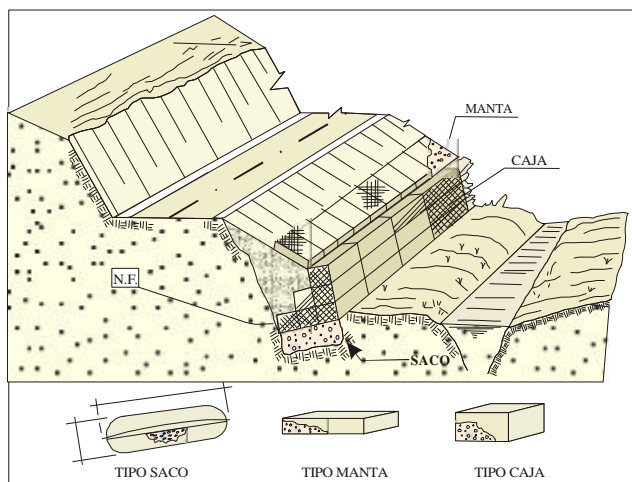 MANTA
CAJA
N.F.
SACO
TIPO SACO
TIPO MANTA
TIPO CAJA